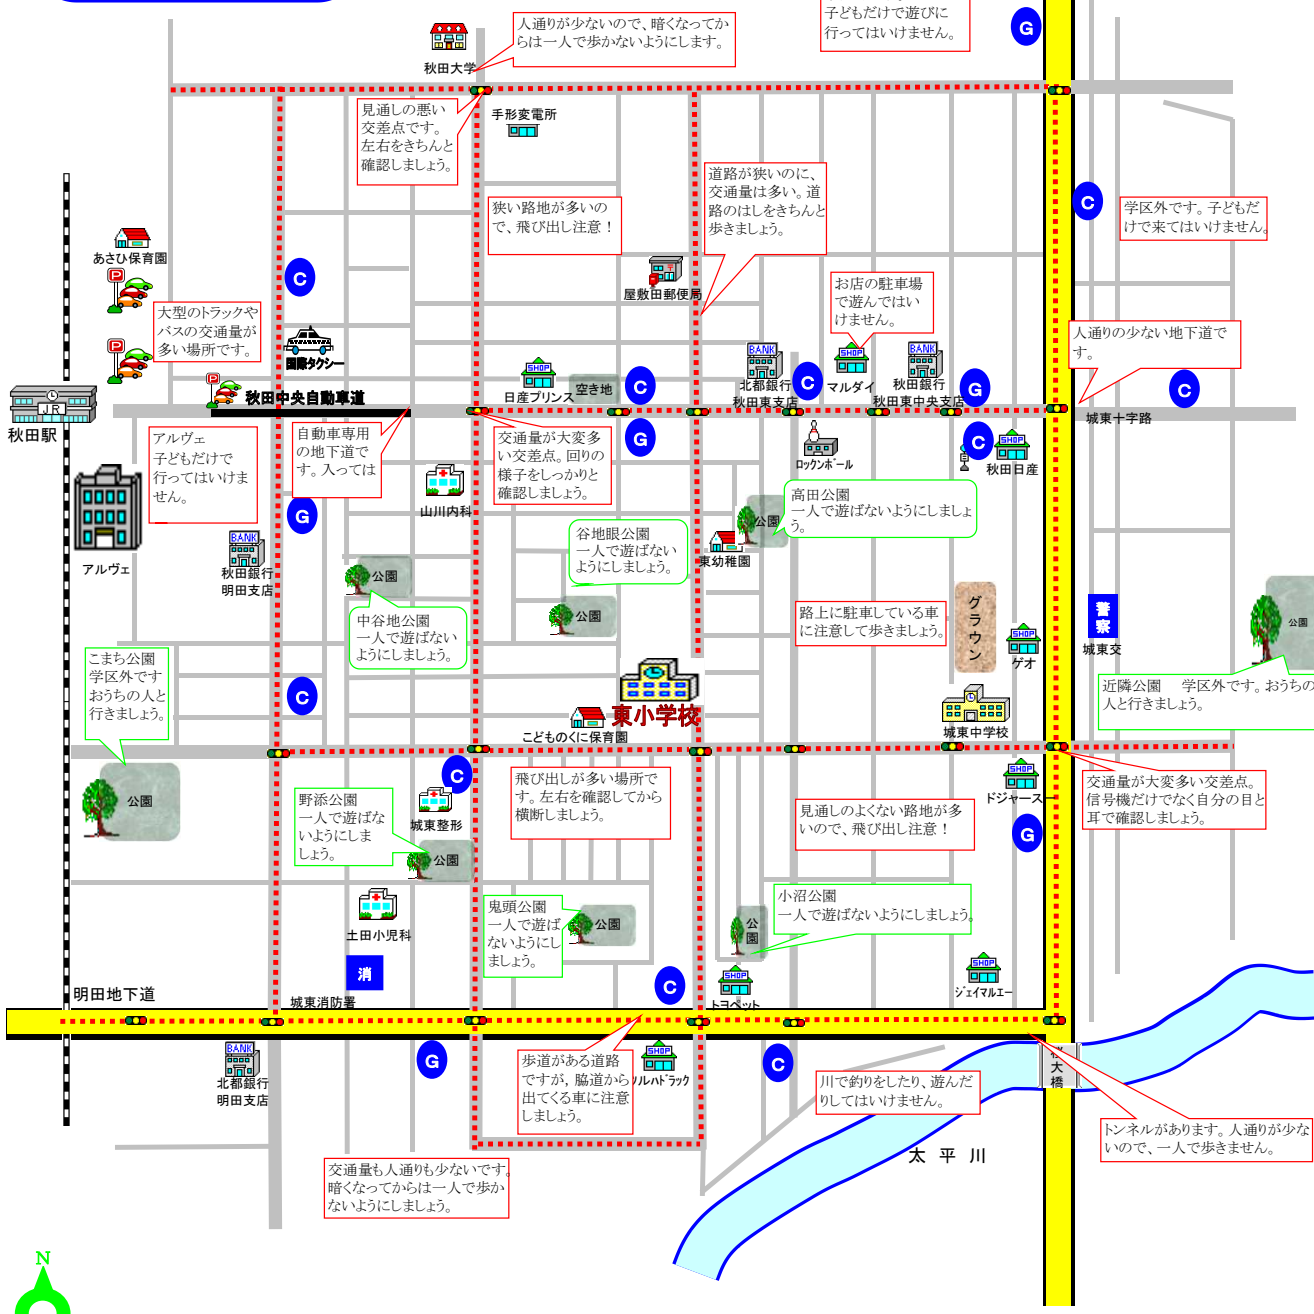 子どもだけで遊びに
行ってはいけません。
G
人通りが少ないので、暗くなってか
らは一人で歩かないようにします。
秋田大学
見通しの悪い
交差点です。
左右をきちんと
確認しましょう。
手形変電所
道路が狭いのに、
交通量は多い。道
路のはしをきちんと
歩きましょう。
狭い路地が多いの
で、飛び出し注意！
C
学区外です。子どもだ
けで来てはいけません。
あさひ保育園
P
C
屋敷田郵便局
お店の駐車場
で遊んではい
けません。
大型のトラックや
バスの交通量が
多い場所です。
P
国際タクシー
人通りの少ない地下道で
す。
SHOP
日産プリンス
空き地
C
BANK
北都銀行
秋田東支店
C
SHOP
マルダイ
BANK
秋田銀行
秋田東中央支店
G
C
P
秋田中央自動車道
JR
秋田駅
城東十字路
アルヴェ
子どもだけで
行ってはいけま
せん。
自動車専用
の地下道で
す。入っては
交通量が大変多
い交差点。回りの
様子をしっかりと
確認しましょう。
G
ロックンボール
C
SHOP
秋田日産
山川内科
高田公園
一人で遊ばないようにしましょ
う。
公園
G
谷地眼公園
一人で遊ばない
ようにしましょう。
東幼稚園
BANK
秋田銀行
明田支店
アルヴェ
公園
中谷地公園
一人で遊ばない
ようにしましょう。
公園
路上に駐車している車
に注意して歩きましょう。
グラウン
SHOP
ゲオ
警察
城東交
公園
こまち公園
学区外です
おうちの人と
行きましょう。
近隣公園　学区外です。おうちの
人と行きましょう。
C
東小学校
こどものくに保育園
城東中学校
公園
C
城東整形
飛び出しが多い場所で
す。左右を確認してから
横断しましょう。
SHOP
ドジャース
交通量が大変多い交差点。
信号機だけでなく自分の目と
耳で確認しましょう。
野添公園
一人で遊ばな
いようにしま
しょう。
公園
見通しのよくない路地が多
いので、飛び出し注意！
G
土田小児科
鬼頭公園
一人で遊ば
ないようにし
ましょう。
公園
小沼公園
一人で遊ばないようにしましょう。
公園
消
城東消防署
明田地下道
C
SHOP
トヨペット
SHOP
ジェイマルエー
BANK
北都銀行
明田支店
G
歩道がある道路
ですが，脇道から
出てくる車に注意
しましょう。
SHOP
C
川で釣りをしたり、遊んだ
りしてはいけません。
大橋
トンネルがあります。人通りが少な
いので、一人で歩きません。
太平川
交通量も人通りも少ないです。
暗くなってからは一人で歩か
ないようにしましょう。
N